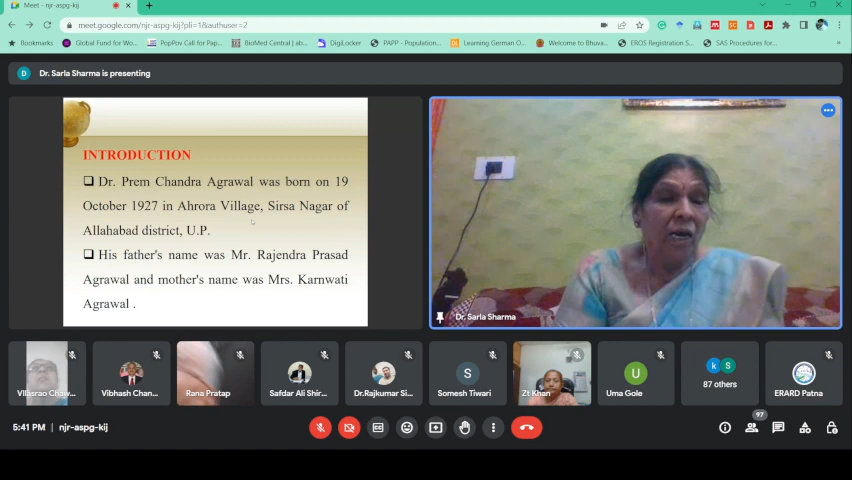 Meet - njr-aspg-kij
meet.google.com/njr-aspg-kij?pli=1&authuser=2
Bookmarks
Global Fund for Wo...
PopPov Call for Pap...
BioMed Central | ab...
DigiLocker
PAPP - Population...
Learning German O...
Welcome to Bhuva...
EROS Registration S...
SAS Procedures for...
D
Dr. Sarla Sharma is presenting
INTRODUCTION
Dr. Prem Chandra Agrawal was born on 19
October 1927 in Ahrora Village, Sirsa Nagar of
Allahabad district, U.P.
His father's name was Mr. Rajendra Prasad
Agrawal and mother's name was Mrs. Karnwati
Agrawal .
Dr. Sarla Sharma
Vilasrao Chaw...
Vibhash Chan...
Rana Pratap
Safdar Ali Shir...
Dr.Rajkumar Si...
S
Somesh Tiwari
Zt Khan
U
Uma Gole
k S
87 others
ERARD Patna
5:41 PM | njr-aspg-kij
97